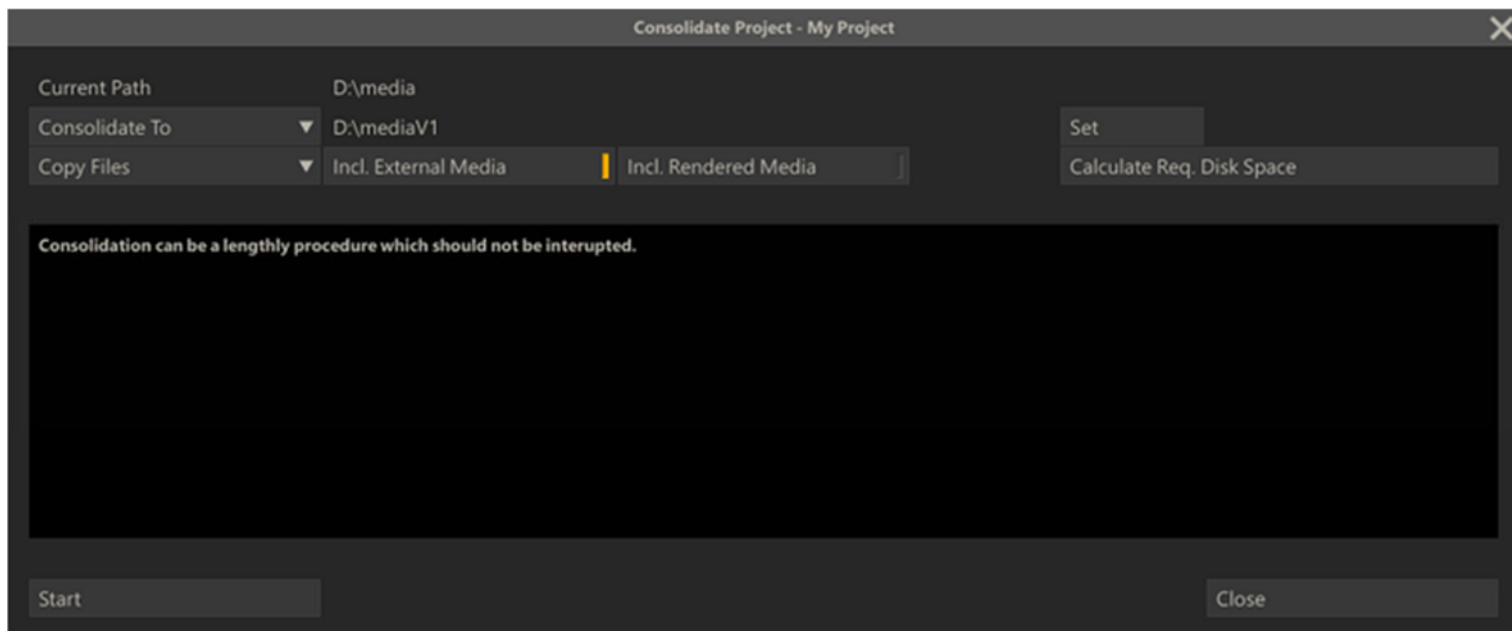 Consolidate Project - My Project
Current Path D:\media
Consolidate To D:\mediaV1 Set
Copy Files Incl. External Media Incl. Rendered Media Calculate Req. Disk Space
Consolidation can be a lengthly procedure which should not be interupted.
Start Close